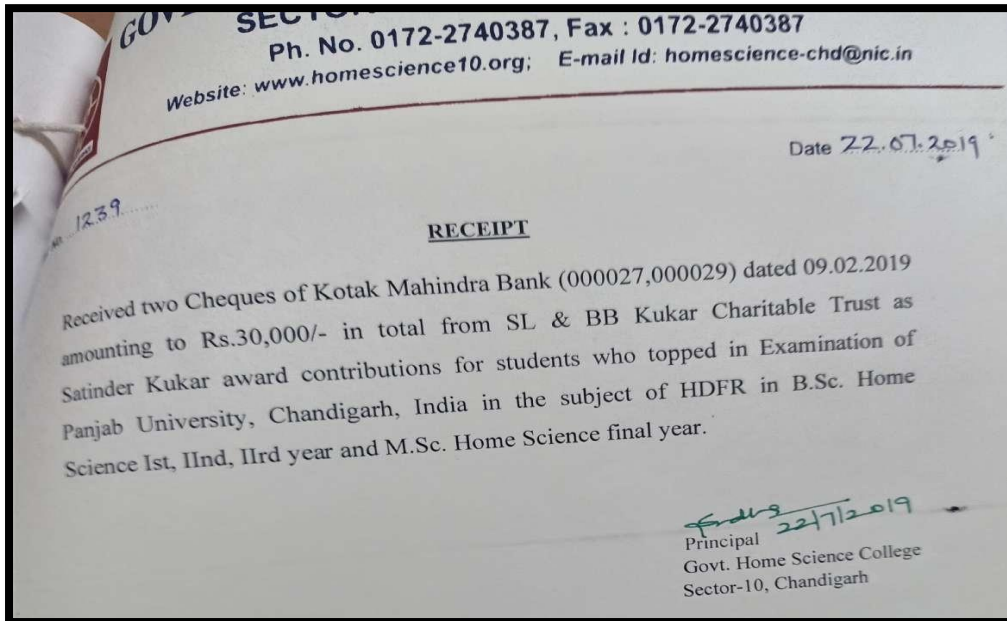 GOV
SECTOR
Ph. No. 0172-2740387, Fax : 0172-2740387
Website: www.homescience10.org; E-mail Id: homescience-chd@nic.in
Date 22.07.2019
No. 1239
RECEIPT
Received two Cheques of Kotak Mahindra Bank (000027,000029) dated 09.02.2019
amounting to Rs.30,000/- in total from SL & BB Kukar Charitable Trust as
Satinder Kukar award contributions for students who topped in Examination of
Panjab University, Chandigarh, India in the subject of HDFR in B.Sc. Home
Science Ist, IInd, IIrd year and M.Sc. Home Science final year.
22/7/2019
Principal
Govt. Home Science College
Sector-10, Chandigarh